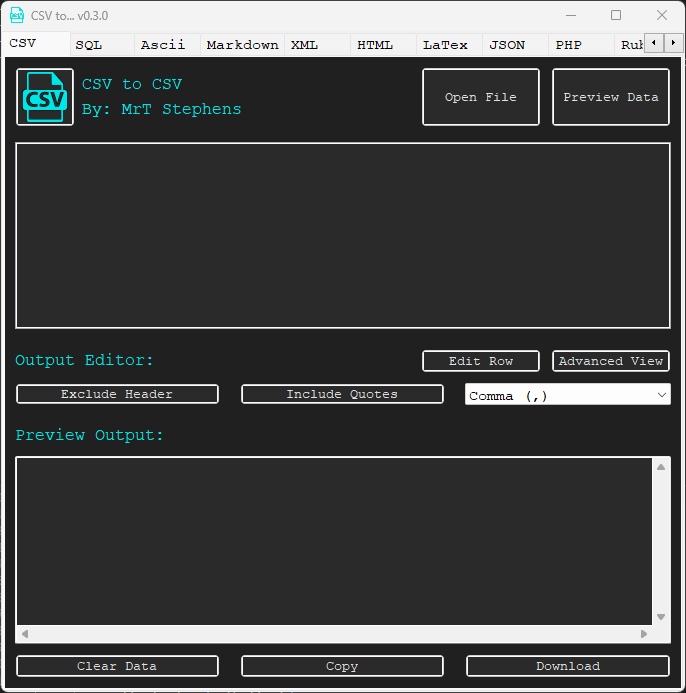 CSV to... v0.3.0
CSV SQL Ascii Markdown XML HTML LaTex JSON PHP
CSV
CSV to CSV
By: MrT Stephens
Open File
Preview Data
Output Editor:
Edit Row
Advanced View
Exclude Header
Include Quotes
Comma (,)
Preview Output:
Clear Data
Copy
Download